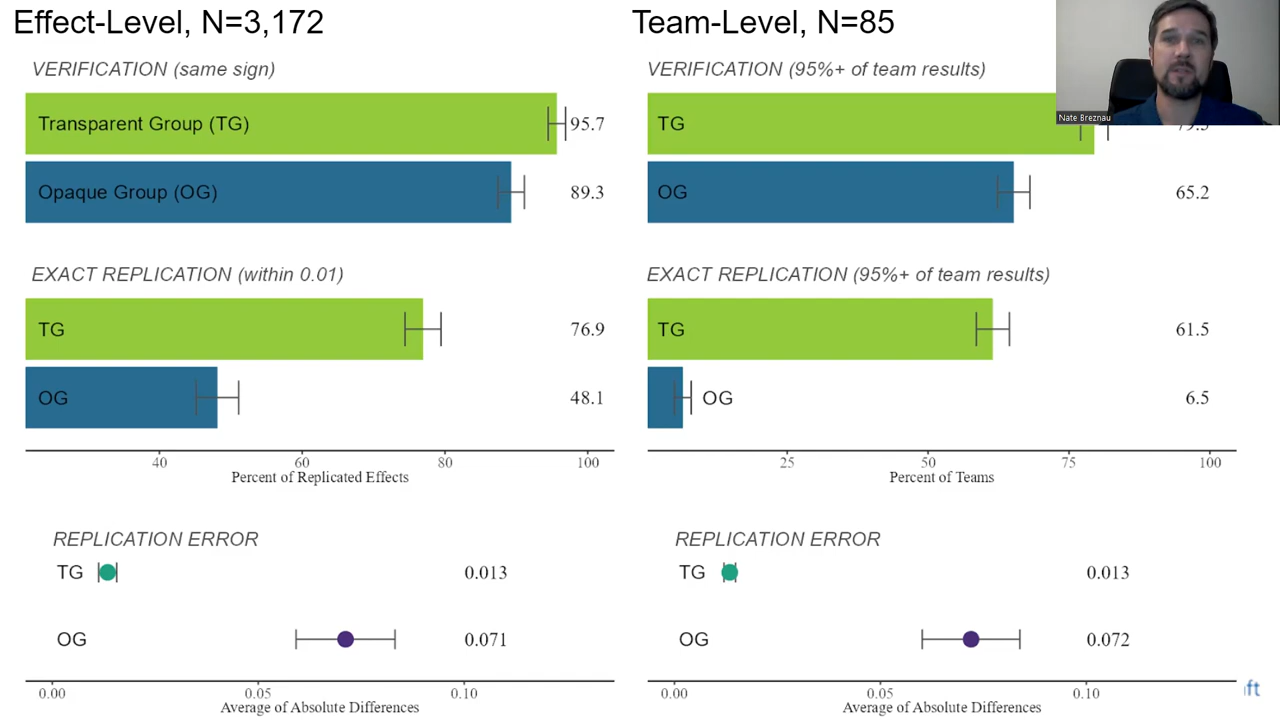 Effect-Level, N=3,172
VERIFICATION (same sign)
Transparent Group (TG)
95.7
Opaque Group (OG)
89.3
EXACT REPLICATION (within 0.01)
TG
76.9
OG
48.1
40 60 80 100
Percent of Replicated Effects
REPLICATION ERROR
TG
0.013
OG
0.071
0.00 0.05 0.10
Average of Absolute Differences
Team-Level, N=85
VERIFICATION (95%+ of team results)
TG
OG
65.2
EXACT REPLICATION (95%+ of team results)
TG
61.5
OG
6.5
25 50 75 100
Percent of Teams
REPLICATION ERROR
TG
0.013
OG
0.072
0.00 0.05 0.10
Average of Absolute Differences
Nate Breznau
ft